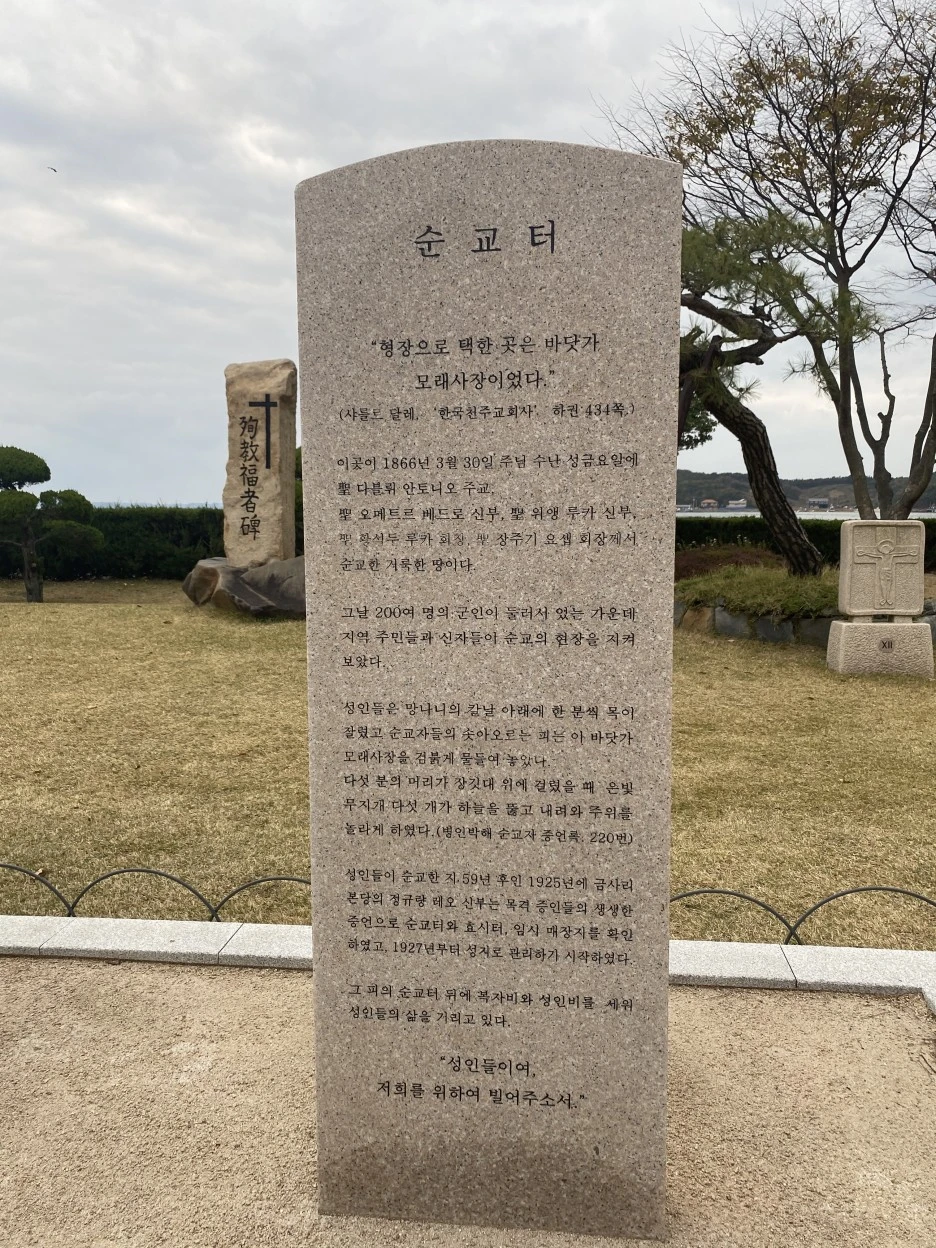 순교터
“형장으로 택한 곳은 바닷가
모래사장이었다.”
(샤를르 달레, ‘한국천주교회사’ 하권 434쪽.)
이곳이 1866년 3월 30일 주님 수난 성금요일에
聖 다블뤼 안토니오 주교,
聖 오메트르 베드로 신부, 聖 위앵 루카 신부,
聖 황석두 루카 회장, 聖 장주기 요셉 회장께서
순교한 거룩한 땅이다.
그날 200여 명의 군인이 둘러서 있는 가운데
지역 주민들과 신자들이 순교의 현장을 지켜
보았다.
성인들은 망나니의 칼날 아래에 한 분씩 목이
잘렸고 순교자들의 솟아오르는 피는 이 바닷가
모래사장을 검붉게 물들여 놓았다.
다섯 분의 머리가 장깃대 위에 걸렸을 때 은빛
무지개 다섯 개가 하늘을 뚫고 내려와 주위를
놀라게 하였다.(병인박해 순교자 증언록. 220번)
성인들이 순교한 지 59년 후인 1925년에 금사리
본당의 정규량 레오 신부는 목격 증인들의 생생한
증언으로 순교터와 효시터, 임시 매장지를 확인
하였고, 1927년부터 성지로 관리하기 시작하였다.
그 피의 순교터 뒤에 복자비와 성인비를 세워
성인들의 삶을 기리고 있다.
“성인들이여,
저희를 위하여 빌어주소서.”
殉教福者碑
XII